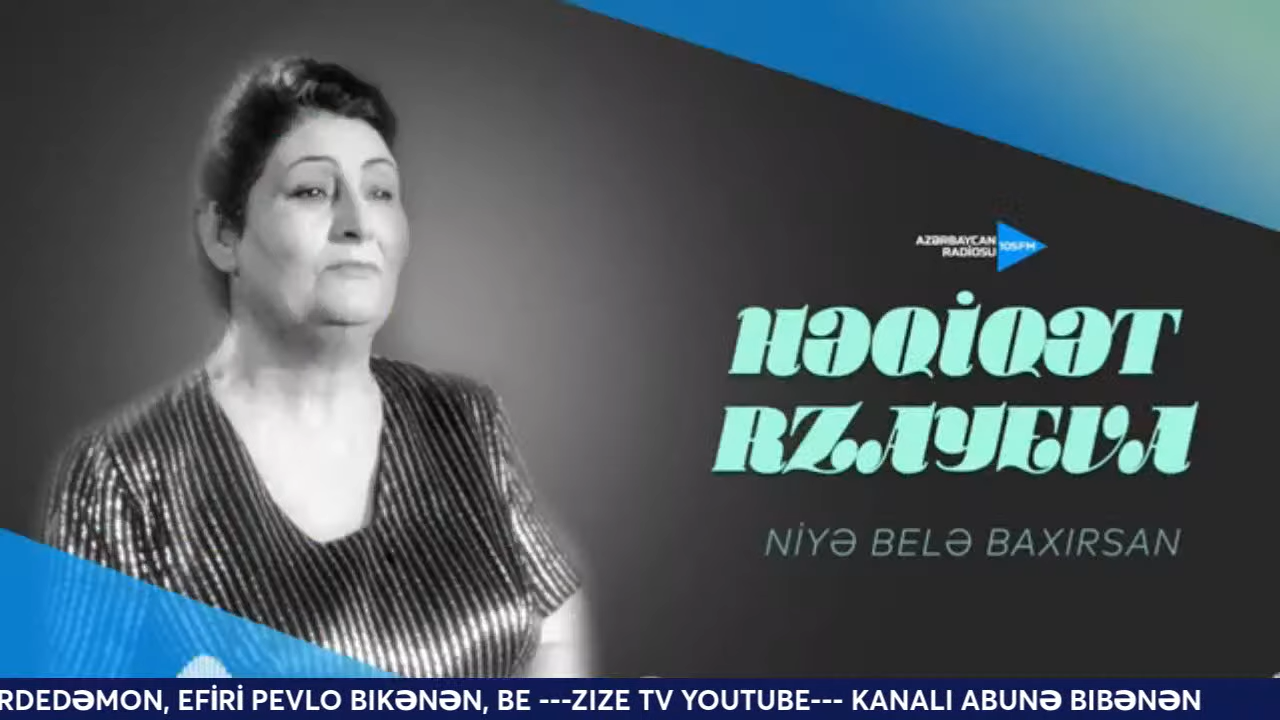 AZƏRBAYCAN
RADİOSU
105FM
HƏQİQƏT
RZAYEVA
NİYƏ BELƏ BAXIRSAN
RDEDƏMON, EFİRİ PEVLO BIKƏNƏN, BE ---ZIZE TV YOUTUBE--- KANALI ABUNƏ BIBƏNƏN